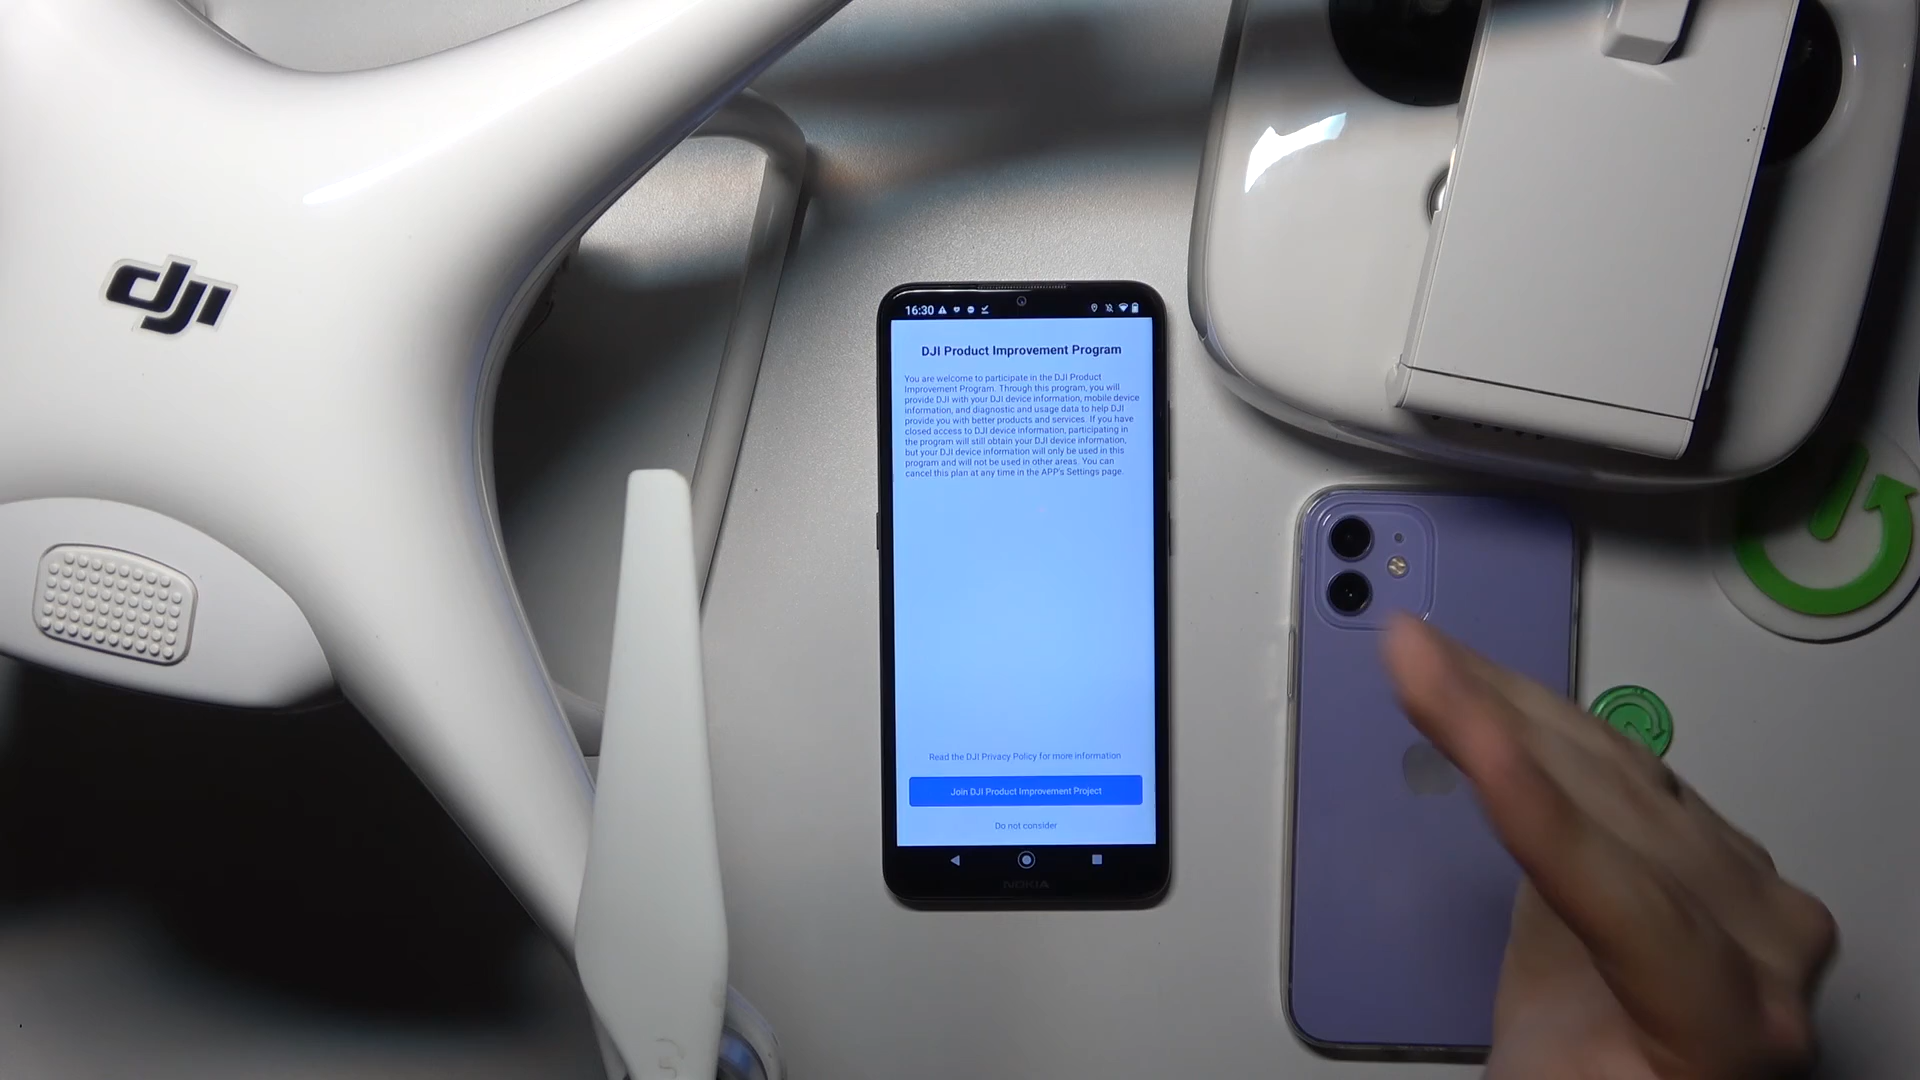 dji
16:30
DJI Product Improvement Program
You are welcome to participate in the DJI Product
Improvement Program. Through this program, you will
provide DJI with your DJI device information, mobile device
information, and diagnostic and usage data to help DJI
provide you with better products and services. If you have
closed access to DJI device information, participating in
the program will still obtain your DJI device information,
but your DJI device information will only be used in this
program and will not be used in other areas. You can
cancel this plan at any time in the APP's Settings page.
Read the DJI Privacy Policy for more information
Join DJI Product Improvement Project
Do not consider
NOKIA